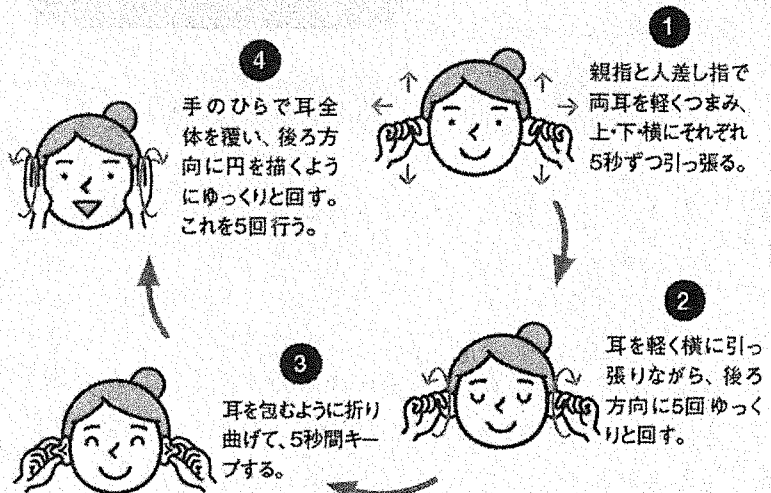 1
親指と人差し指で
両耳を軽くつまみ、
上・下・横にそれぞれ
5秒ずつ引っ張る。
2
耳を軽く横に引っ
張りながら、後ろ
方向に5回ゆっく
りと回す。
3
耳を包むように折り
曲げて、5秒間キー
プする。
4
手のひらで耳全
体を覆い、後ろ方
向に円を描くよう
にゆっくりと回す。
これを5回行う。